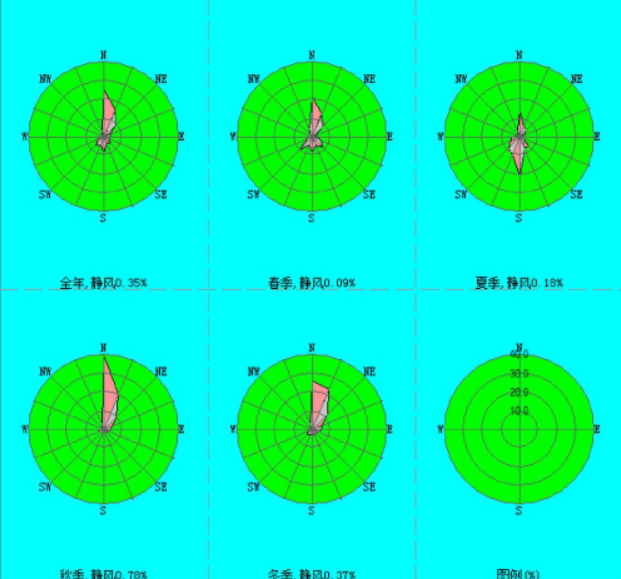 N N N
NW NE NW NE NW NE
W E W E W E
SW SE SW SE SW SE
S S S
全年,静风0.35% 春季,静风0.09% 夏季,静风0.18%
N N N
40.0
NW NE NW NE
30.0
20.0
10.0
W E W E W E
SW SE SW SE
S S S
秋季,静风0.78% 冬季,静风0.37% 图例(%)